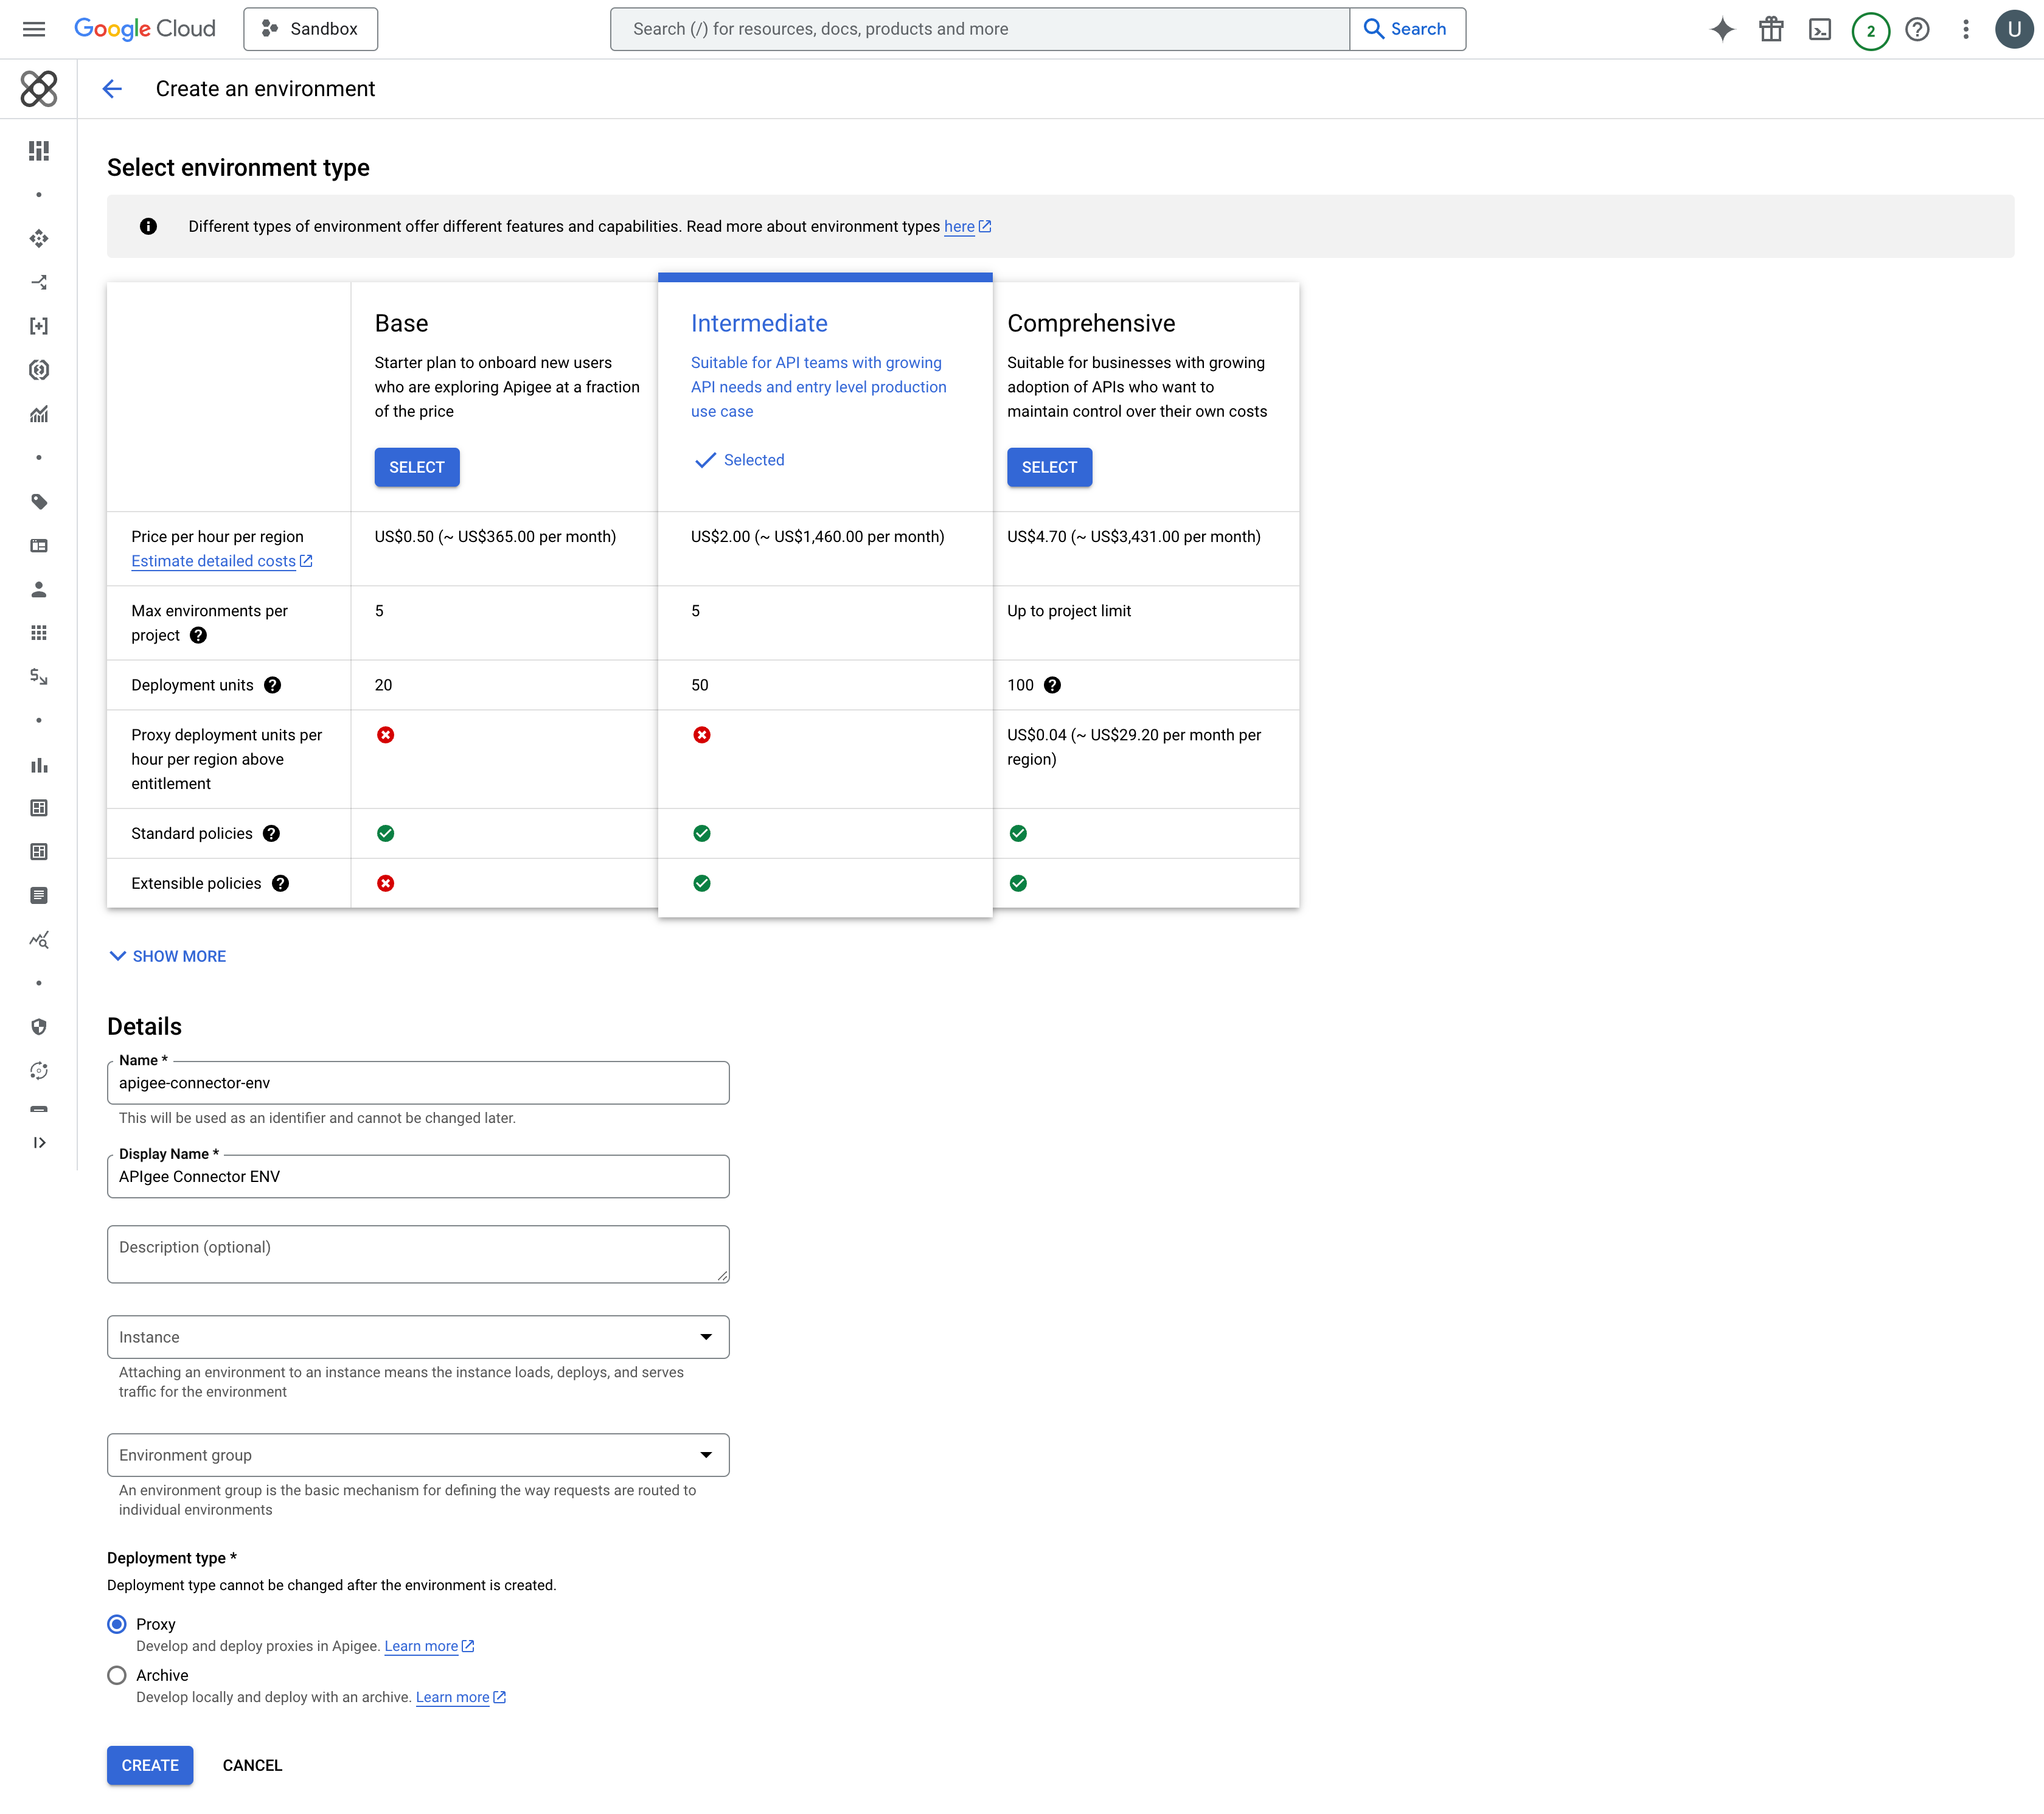 Google Cloud
Sandbox
Search (/) for resources, docs, products and more
Search
2
U
Create an environment
Select environment type
Different types of environment offer different features and capabilities. Read more about environment types here
Base
Starter plan to onboard new users
who are exploring Apigee at a fraction
of the price
SELECT
Intermediate
Suitable for API teams with growing
API needs and entry level production
use case
Selected
Comprehensive
Suitable for businesses with growing
adoption of APIs who want to
maintain control over their own costs
SELECT
Price per hour per region
Estimate detailed costs
US$0.50 (~ US$365.00 per month)
US$2.00 (~ US$1,460.00 per month)
US$4.70 (~ US$3,431.00 per month)
Max environments per
project
5
5
Up to project limit
Deployment units
20
50
100
Proxy deployment units per
hour per region above
entitlement
US$0.04 (~ US$29.20 per month per
region)
Standard policies
Extensible policies
SHOW MORE
Details
Name *
apigee-connector-env
This will be used as an identifier and cannot be changed later.
Display Name *
APIgee Connector ENV
Description (optional)
Instance
Attaching an environment to an instance means the instance loads, deploys, and serves
traffic for the environment
Environment group
An environment group is the basic mechanism for defining the way requests are routed to
individual environments
Deployment type *
Deployment type cannot be changed after the environment is created.
Proxy
Develop and deploy proxies in Apigee. Learn more
Archive
Develop locally and deploy with an archive. Learn more
CREATE
CANCEL